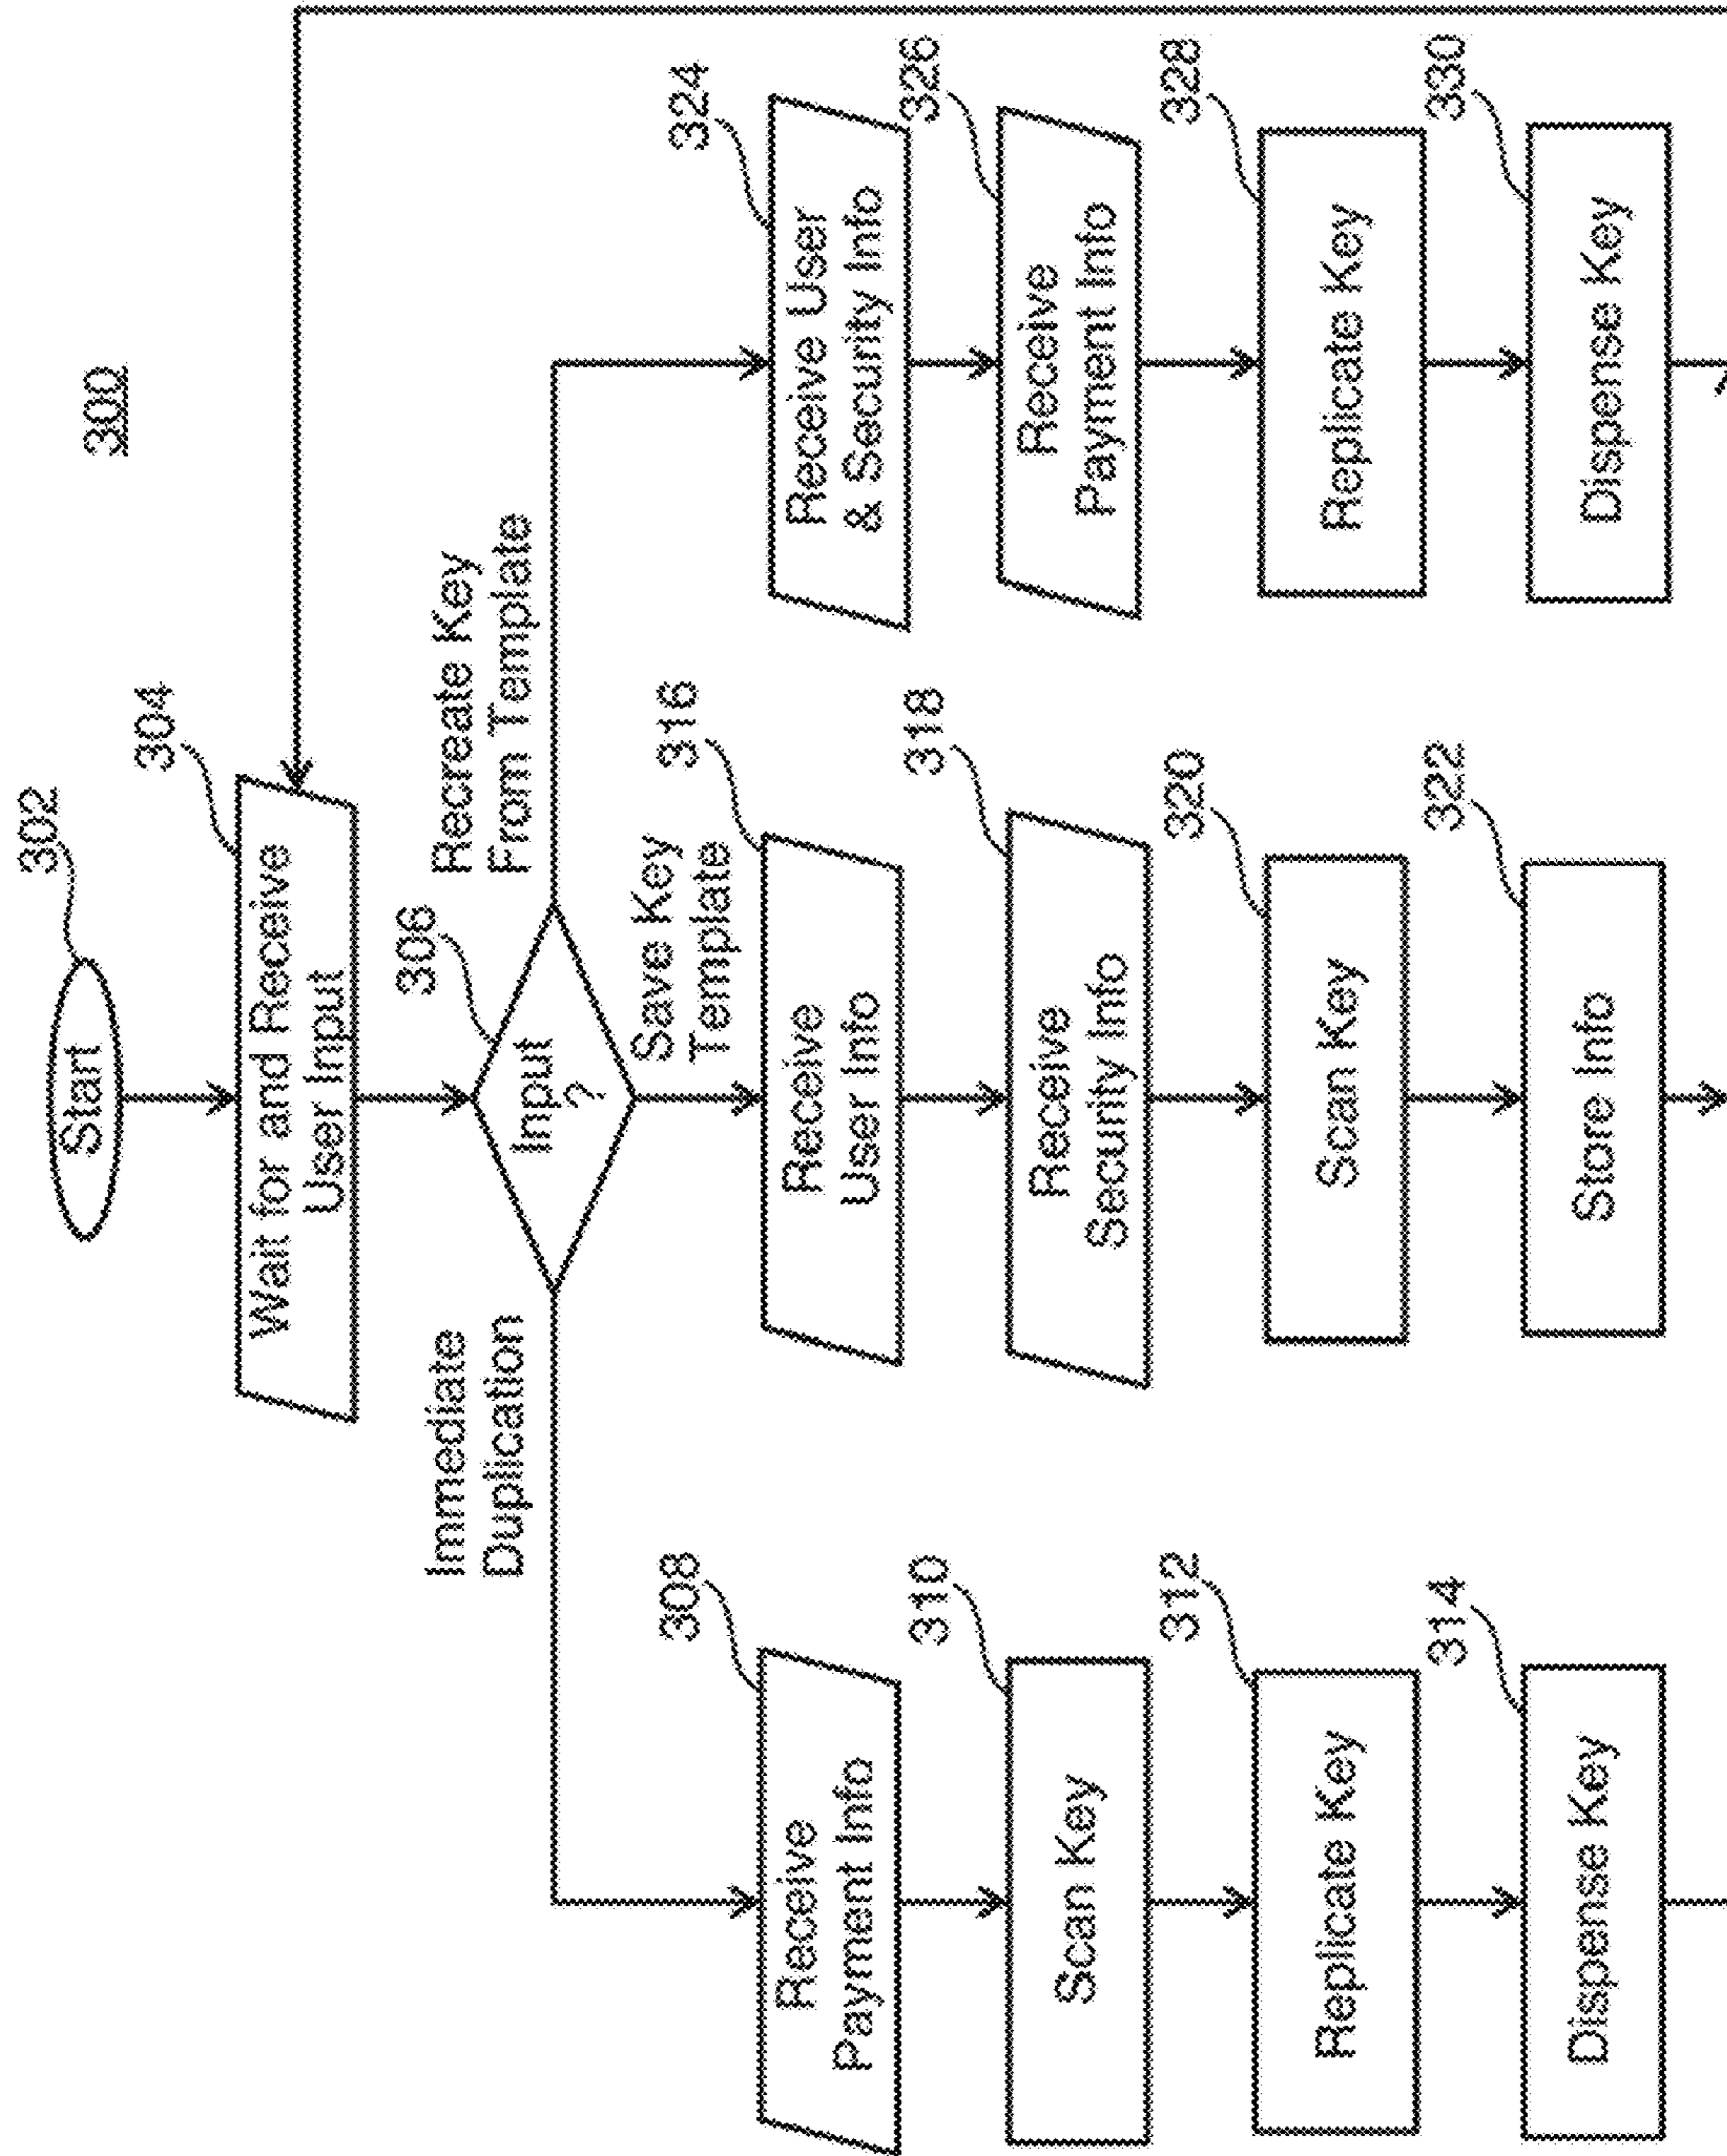 300
302
Start
304
Wait for and Receive
User Input
306
Input
?
Immediate
Duplication
Save Key
Template
Recreate Key
From Template
308
Receive
Payment Info
310
Scan Key
312
Replicate Key
314
Dispense Key
316
Receive
User Info
318
Receive
Security Info
320
Scan Key
322
Store Info
324
Receive User
& Security Info
326
Receive
Payment Info
328
Replicate Key
330
Dispense Key